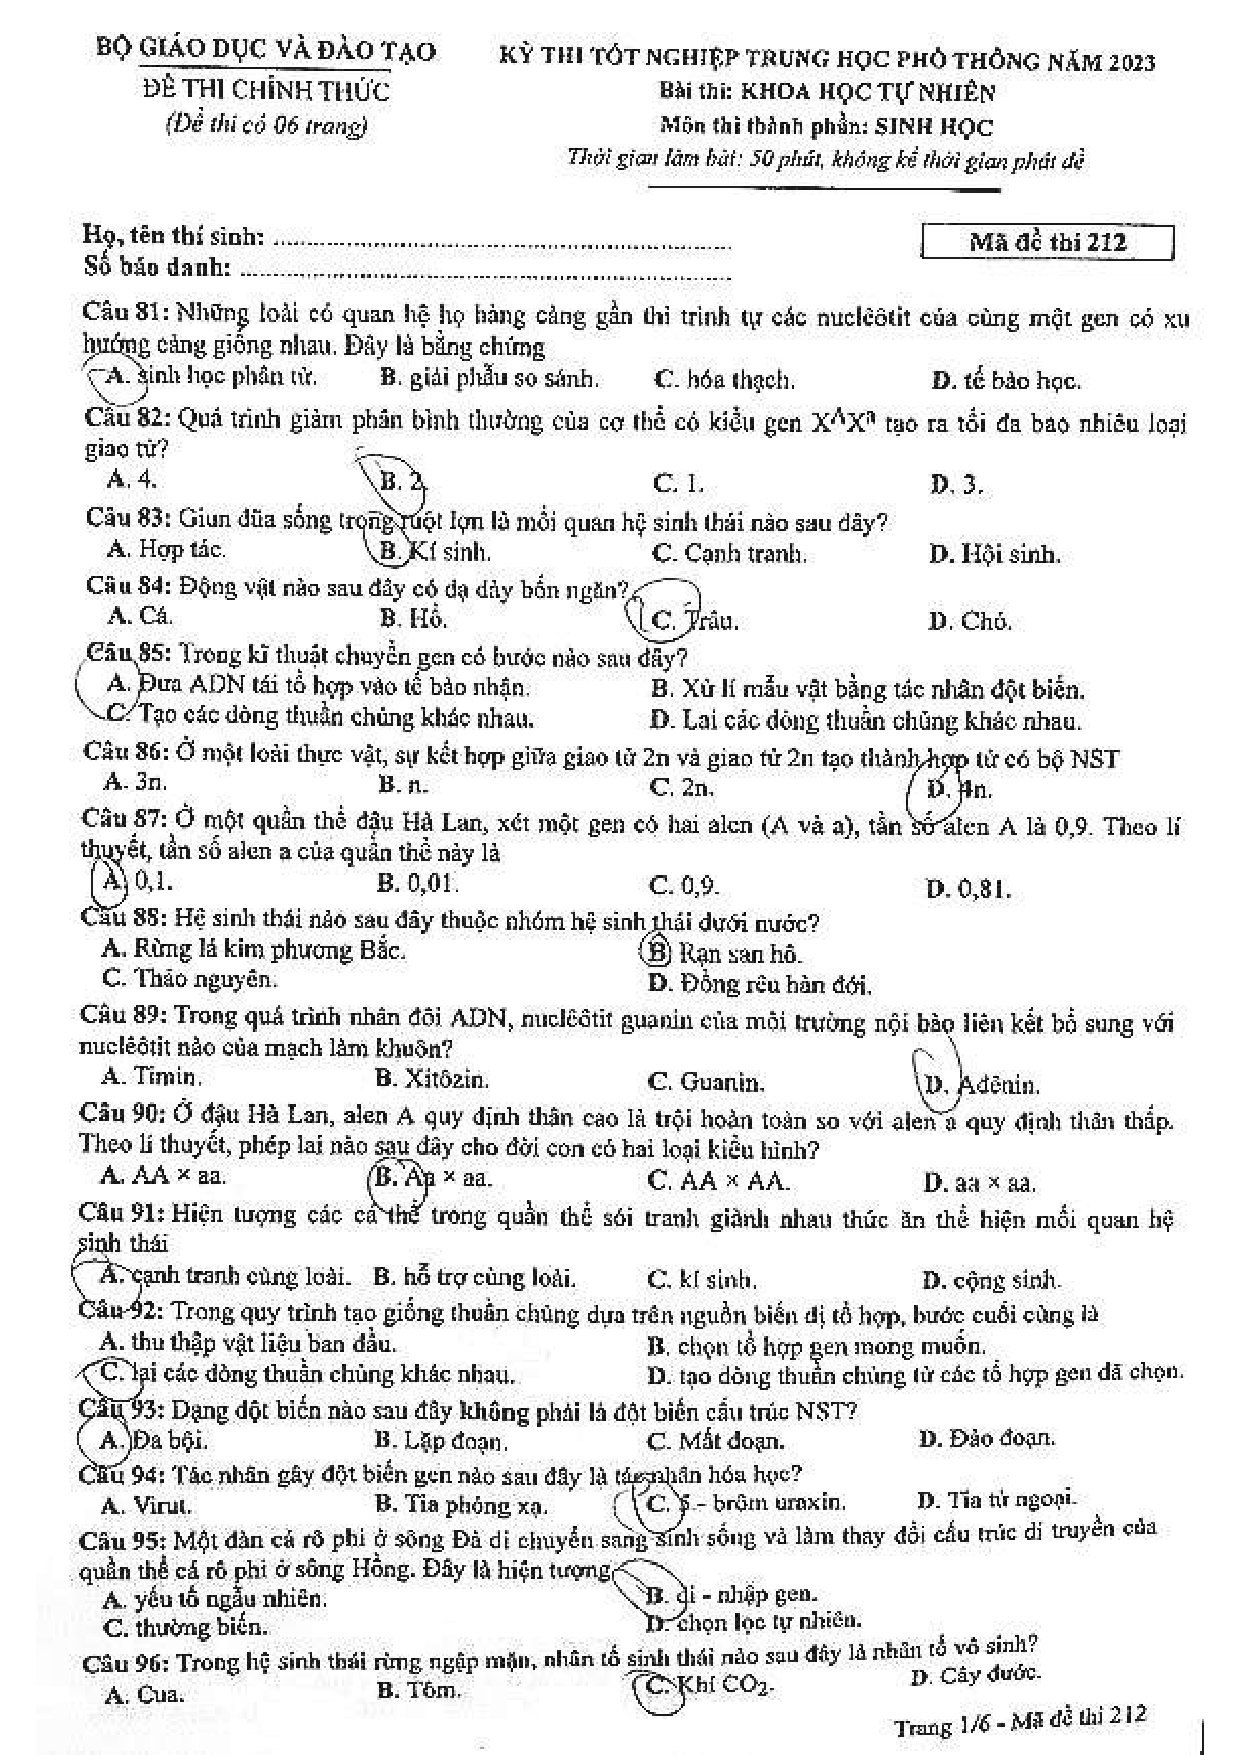 BỘ GIÁO DỤC VÀ ĐÀO TẠO
ĐỀ THI CHÍNH THỨC
(Đề thi có 06 trang)
KỲ THI TỐT NGHIỆP TRUNG HỌC PHỔ THÔNG NĂM 2023
Bài thi: KHOA HỌC TỰ NHIÊN
Môn thi thành phần: SINH HỌC
Thời gian làm bài: 50 phút, không kể thời gian phát đề
Họ, tên thí sinh: ..........
Số báo danh: ..........
Mã đề thi 212
Câu 81: Những loài có quan hệ họ hàng càng gần thì trình tự các nuclêôtit của cùng một gen có xu
hướng càng giống nhau. Đây là bằng chứng
A. sinh học phân tử. B. giải phẫu so sánh. C. hóa thạch. D. tế bào học.
Câu 82: Quá trình giảm phân bình thường của cơ thể có kiểu gen XᴬXᵃ tạo ra tối đa bao nhiêu loại
giao tử?
A. 4. B. 2. C. 1. D. 3.
Câu 83: Giun đũa sống trong ruột lợn là mối quan hệ sinh thái nào sau đây?
A. Hợp tác. B. Kí sinh. C. Cạnh tranh. D. Hội sinh.
Câu 84: Động vật nào sau đây có dạ dày bốn ngăn?
A. Cá. B. Hổ. C. Trâu. D. Chó.
Câu 85: Trong kĩ thuật chuyển gen có bước nào sau đây?
A. Đưa ADN tái tổ hợp vào tế bào nhận. B. Xử lí mẫu vật bằng tác nhân đột biến.
C. Tạo các dòng thuần chủng khác nhau. D. Lai các dòng thuần chủng khác nhau.
Câu 86: Ở một loài thực vật, sự kết hợp giữa giao tử 2n và giao tử 2n tạo thành hợp tử có bộ NST
A. 3n. B. n. C. 2n. D. 4n.
Câu 87: Ở một quần thể đậu Hà Lan, xét một gen có hai alen (A và a), tần số alen A là 0,9. Theo lí
thuyết, tần số alen a của quần thể này là
A. 0,1. B. 0,01. C. 0,9. D. 0,81.
Câu 88: Hệ sinh thái nào sau đây thuộc nhóm hệ sinh thái dưới nước?
A. Rừng lá kim phương Bắc. B. Rạn san hô.
C. Thảo nguyên. D. Đồng rêu hàn đới.
Câu 89: Trong quá trình nhân đôi ADN, nuclêôtit guanin của môi trường nội bào liên kết bổ sung với
nuclêôtit nào của mạch làm khuôn?
A. Timin. B. Xitôzin. C. Guanin. D. Ađênin.
Câu 90: Ở đậu Hà Lan, alen A quy định thân cao là trội hoàn toàn so với alen a quy định thân thấp.
Theo lí thuyết, phép lai nào sau đây cho đời con có hai loại kiểu hình?
A. AA × aa. B. Aa × aa. C. AA × AA. D. aa × aa.
Câu 91: Hiện tượng các cá thể trong quần thể sói tranh giành nhau thức ăn thể hiện mối quan hệ
sinh thái
A. cạnh tranh cùng loài. B. hỗ trợ cùng loài. C. kí sinh. D. cộng sinh.
Câu 92: Trong quy trình tạo giống thuần chủng dựa trên nguồn biến dị tổ hợp, bước cuối cùng là
A. thu thập vật liệu ban đầu. B. chọn tổ hợp gen mong muốn.
C. lai các dòng thuần chủng khác nhau. D. tạo dòng thuần chủng từ các tổ hợp gen đã chọn.
Câu 93: Dạng đột biến nào sau đây không phải là đột biến cấu trúc NST?
A. Đa bội. B. Lặp đoạn. C. Mất đoạn. D. Đảo đoạn.
Câu 94: Tác nhân gây đột biến gen nào sau đây là tác nhân hóa học?
A. Virut. B. Tia phóng xạ. C. 5 - brôm uraxin. D. Tia tử ngoại.
Câu 95: Một đàn cá rô phi ở sông Đà di chuyển sang sinh sống và làm thay đổi cấu trúc di truyền của
quần thể cá rô phi ở sông Hồng. Đây là hiện tượng
A. yếu tố ngẫu nhiên. B. di - nhập gen.
C. thường biến. D. chọn lọc tự nhiên.
Câu 96: Trong hệ sinh thái rừng ngập mặn, nhân tố sinh thái nào sau đây là nhân tố vô sinh?
A. Cua. B. Tôm. C. Khí CO₂. D. Cây đước.
Trang 1/6 - Mã đề thi 212